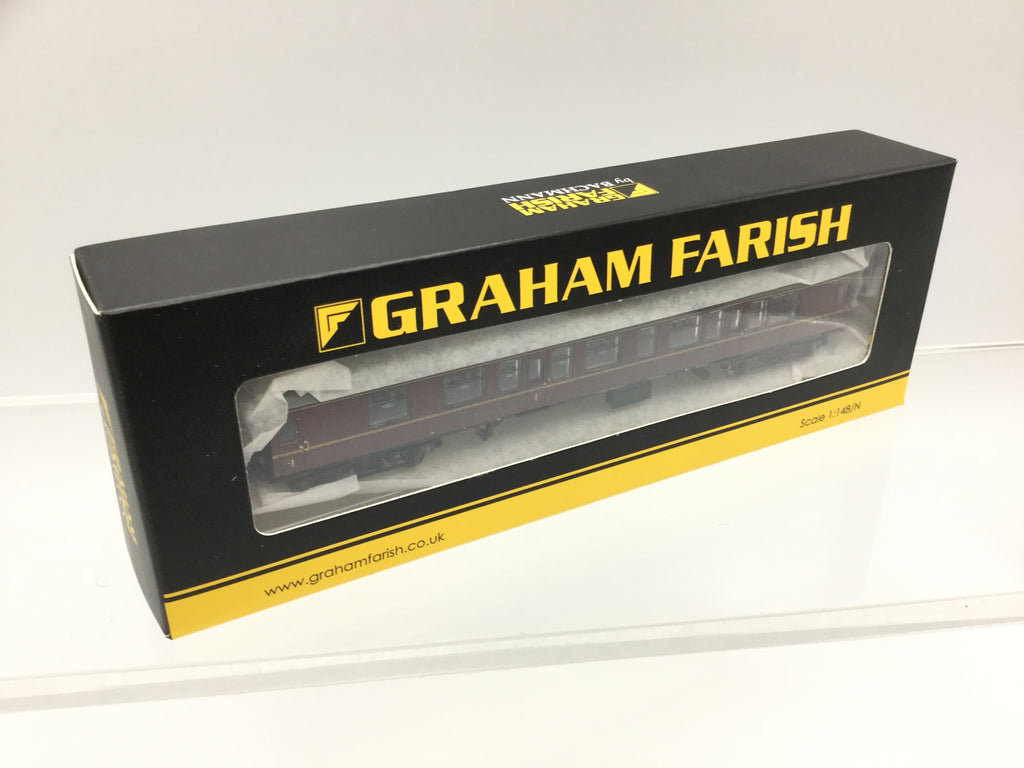 GRAHAM
FARISH
by BACHMANN
GRAHAM FARISH
Scale 1:148/N
www.grahamfarish.co.uk